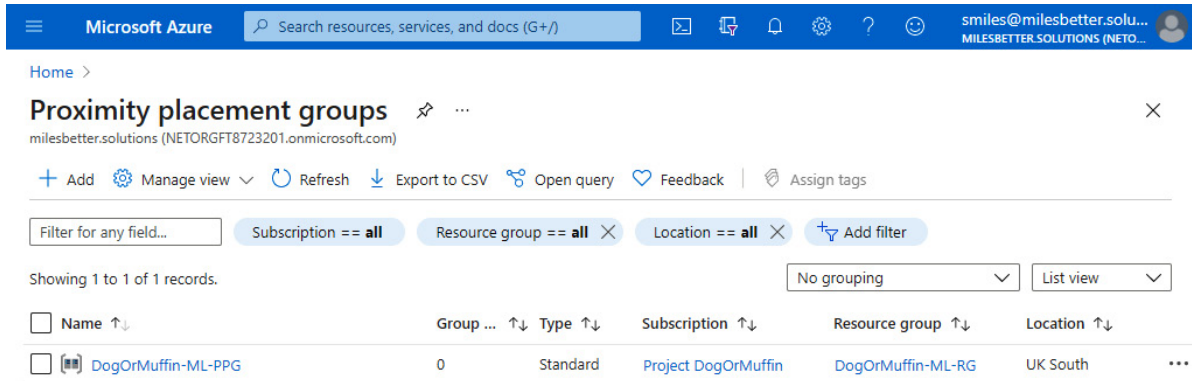 Microsoft Azure
Search resources, services, and docs (G+/)
smiles@milesbetter.solu...
MILESBETTER.SOLUTIONS (NETO...
Home >
Proximity placement groups ...
milesbetter.solutions (NETORGFT8723201.onmicrosoft.com)
Add Manage view Refresh Export to CSV Open query Feedback Assign tags
Filter for any field... Subscription == all Resource group == all Location == all Add filter
Showing 1 to 1 of 1 records. No grouping List view
Name ↑↓ Group ... ↑↓ Type ↑↓ Subscription ↑↓ Resource group ↑↓ Location ↑↓
DogOrMuffin-ML-PPG 0 Standard Project DogOrMuffin DogOrMuffin-ML-RG UK South ...